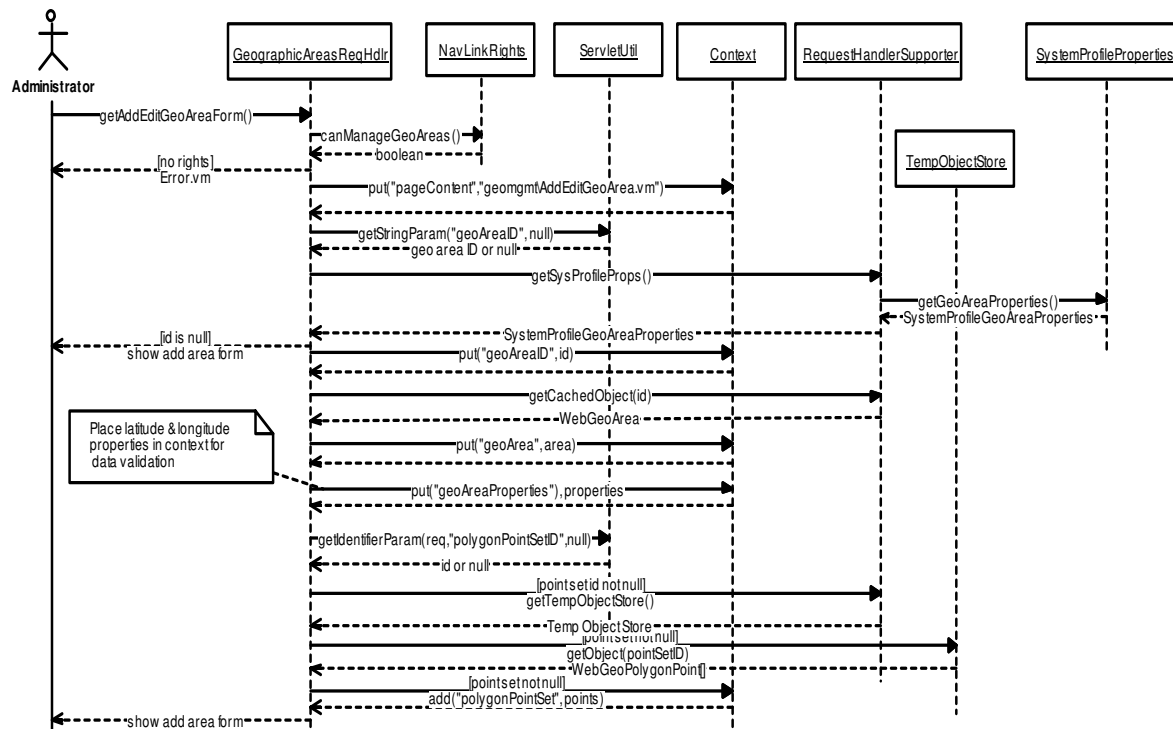 Administrator
GeographicAreasReqHdlr
NavLinkRights
ServletUtil
Context
RequestHandlerSupporter
SystemProfileProperties
TempObjectStore
getAddEditGeoAreaForm()
canManageGeoAreas()
boolean
[no rights]
Error.vm
put("pageContent","geomgmt\AddEditGeoArea.vm")
getStringParam("geoAreaID", null)
geo area ID or null
getSysProfileProps()
getGeoAreaProperties()
SystemProfileGeoAreaProperties
SystemProfileGeoAreaProperties
[id is null]
show add area form
put("geoAreaID", id)
getCachedObject(id)
WebGeoArea
Place latitude & longitude
properties in context for
data validation
put("geoArea", area)
put("geoAreaProperties"), properties
getIdentifierParam(req,"polygonPointSetID",null)
id or null
[point set id not null]
getTempObjectStore()
Temp Object Store
[point set not null]
getObject(pointSetID)
WebGeoPolygonPoint[]
[point set not null]
add("polygonPointSet", points)
show add area form